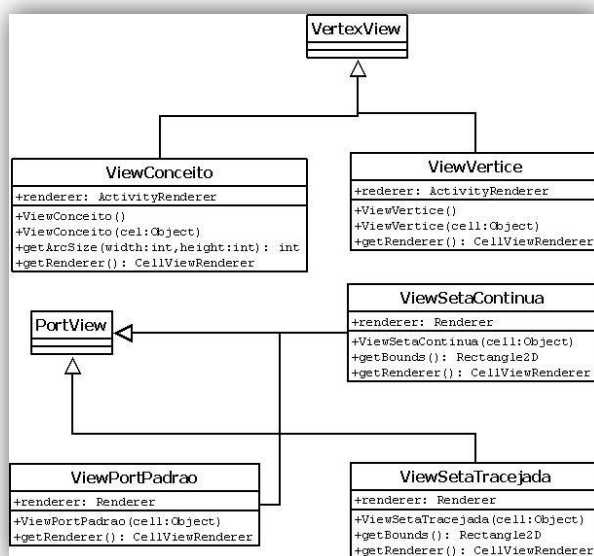 VertexView
ViewConceito
+renderer: ActivityRenderer
+ViewConceito()
+ViewConceito(cel:Object)
+getArcSize(width:int,height:int): int
+getRenderer(): CellViewRenderer
ViewVertice
+rederer: ActivityRenderer
+ViewVertice()
+ViewVertice(cell:Object)
+getRenderer(): CellViewRenderer
ViewSetaContinua
+renderer: Renderer
+ViewSetaContinua(cell:Object)
+getBounds(): Rectangle2D
+getRenderer(): CellViewRenderer
PortView
ViewPortPadrao
+renderer: Renderer
+ViewPortPadrao(cell:Object)
+getRenderer(): CellViewRenderer
ViewSetaTracejada
+renderer: Renderer
+ViewSetaTracejada(cell:Object)
+getBounds(): Rectangle2D
+getRenderer(): CellViewRenderer